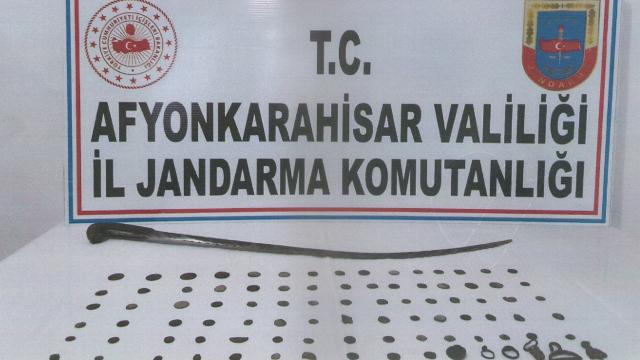 T.C.
AFYONKARAHİSAR VALİLİĞİ
İL JANDARMA KOMUTANLIĞI